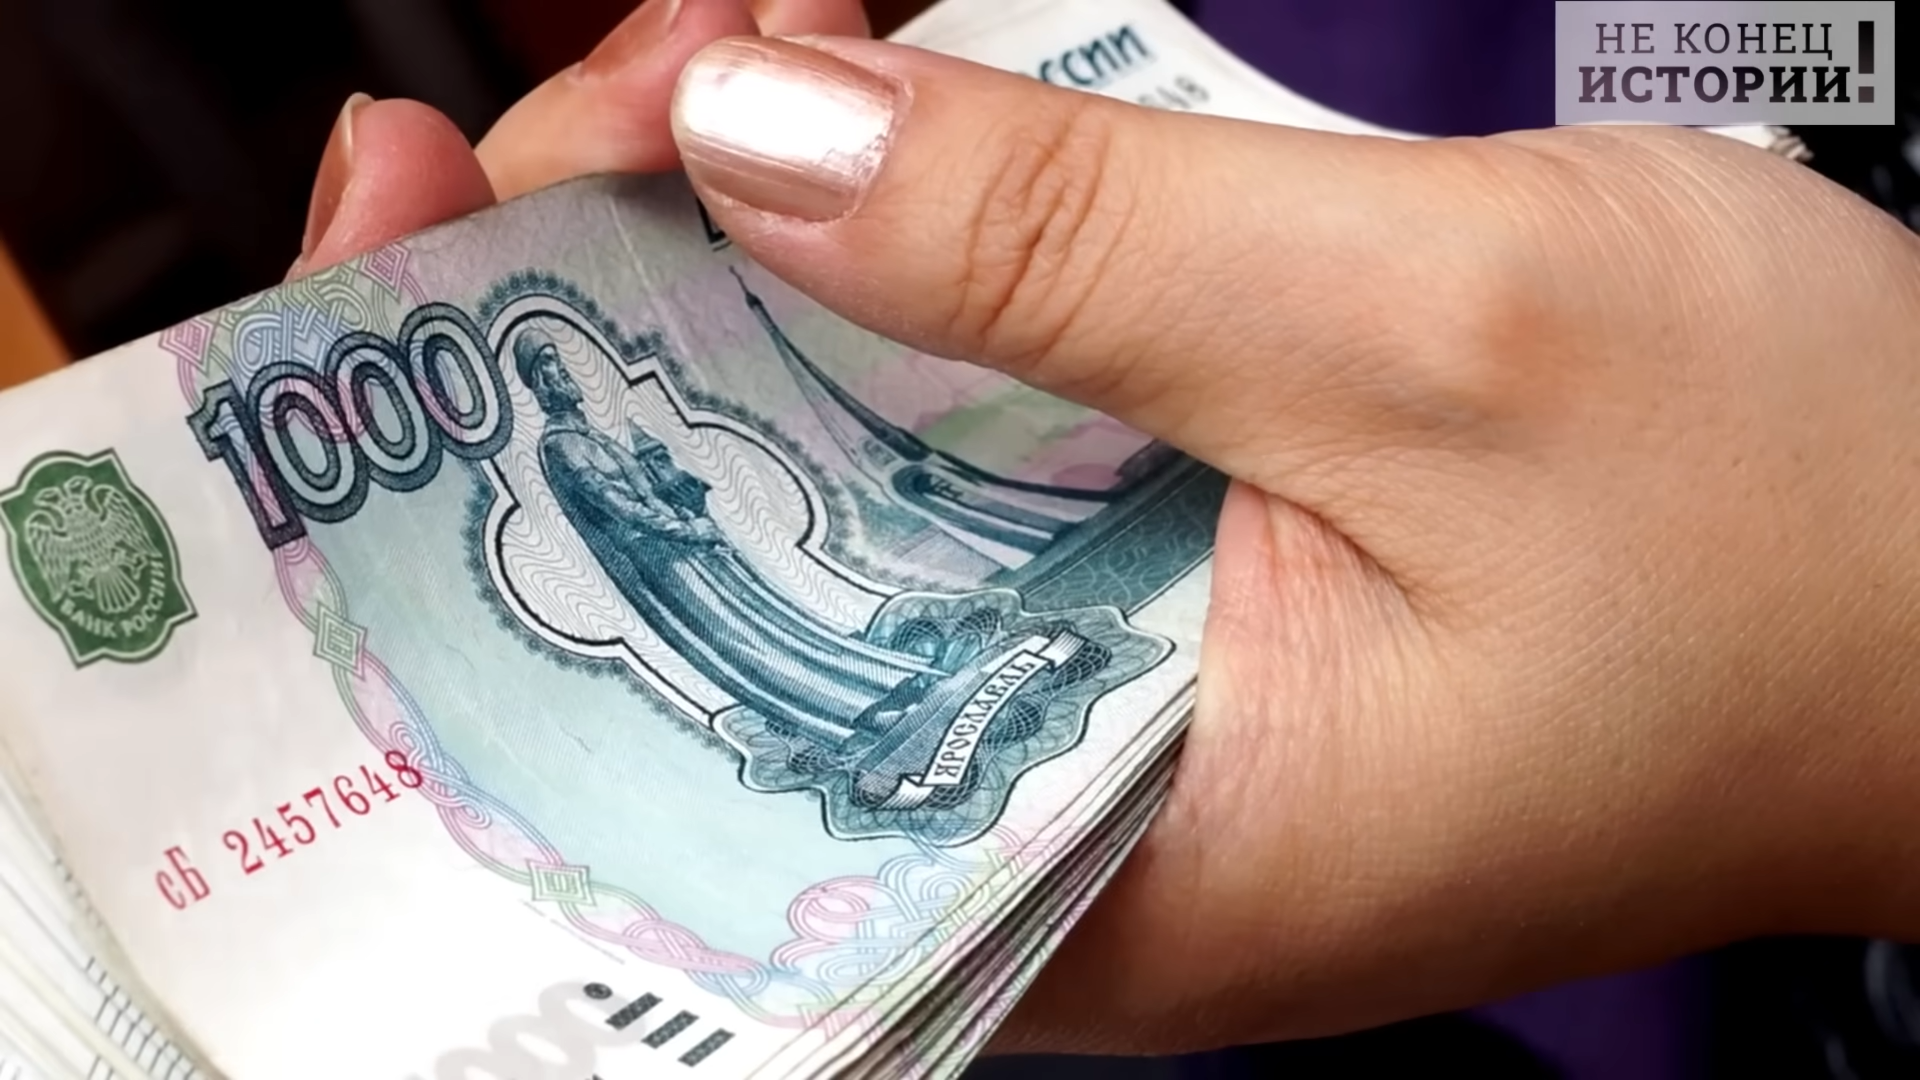 НЕ КОНЕЦ
ИСТОРИИ!
1000
БАНК РОССИИ
ЯРОСЛАВЛЬ
сБ 2457648